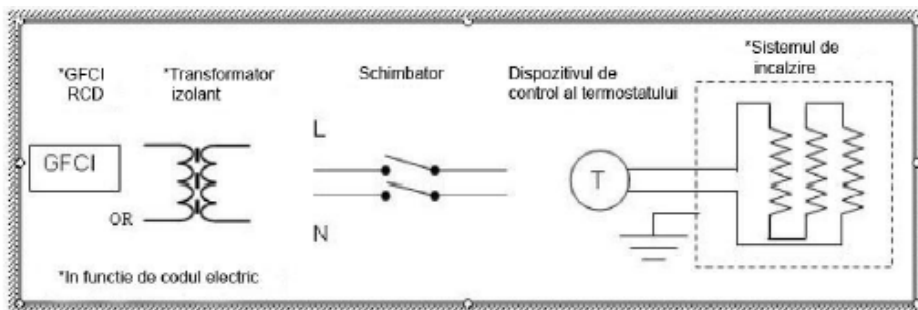 *GFCI
RCD
*Transformator
izolant
Schimbator
Dispozitivul de
control al termostatului
*Sistemul de
incalzire
L
GFCI
T
OR
N
*In functie de codul electric